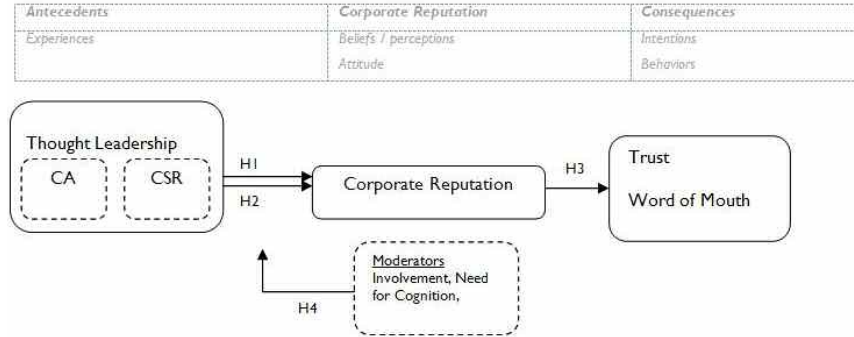 Antecedents
Corporate Reputation
Consequences
Experiences
Beliefs / perceptions
Intentions
Attitude
Behaviors
Thought Leadership
CA
CSR
H1
H2
Corporate Reputation
H3
Trust
Word of Mouth
Moderators
Involvement, Need
for Cognition,
H4